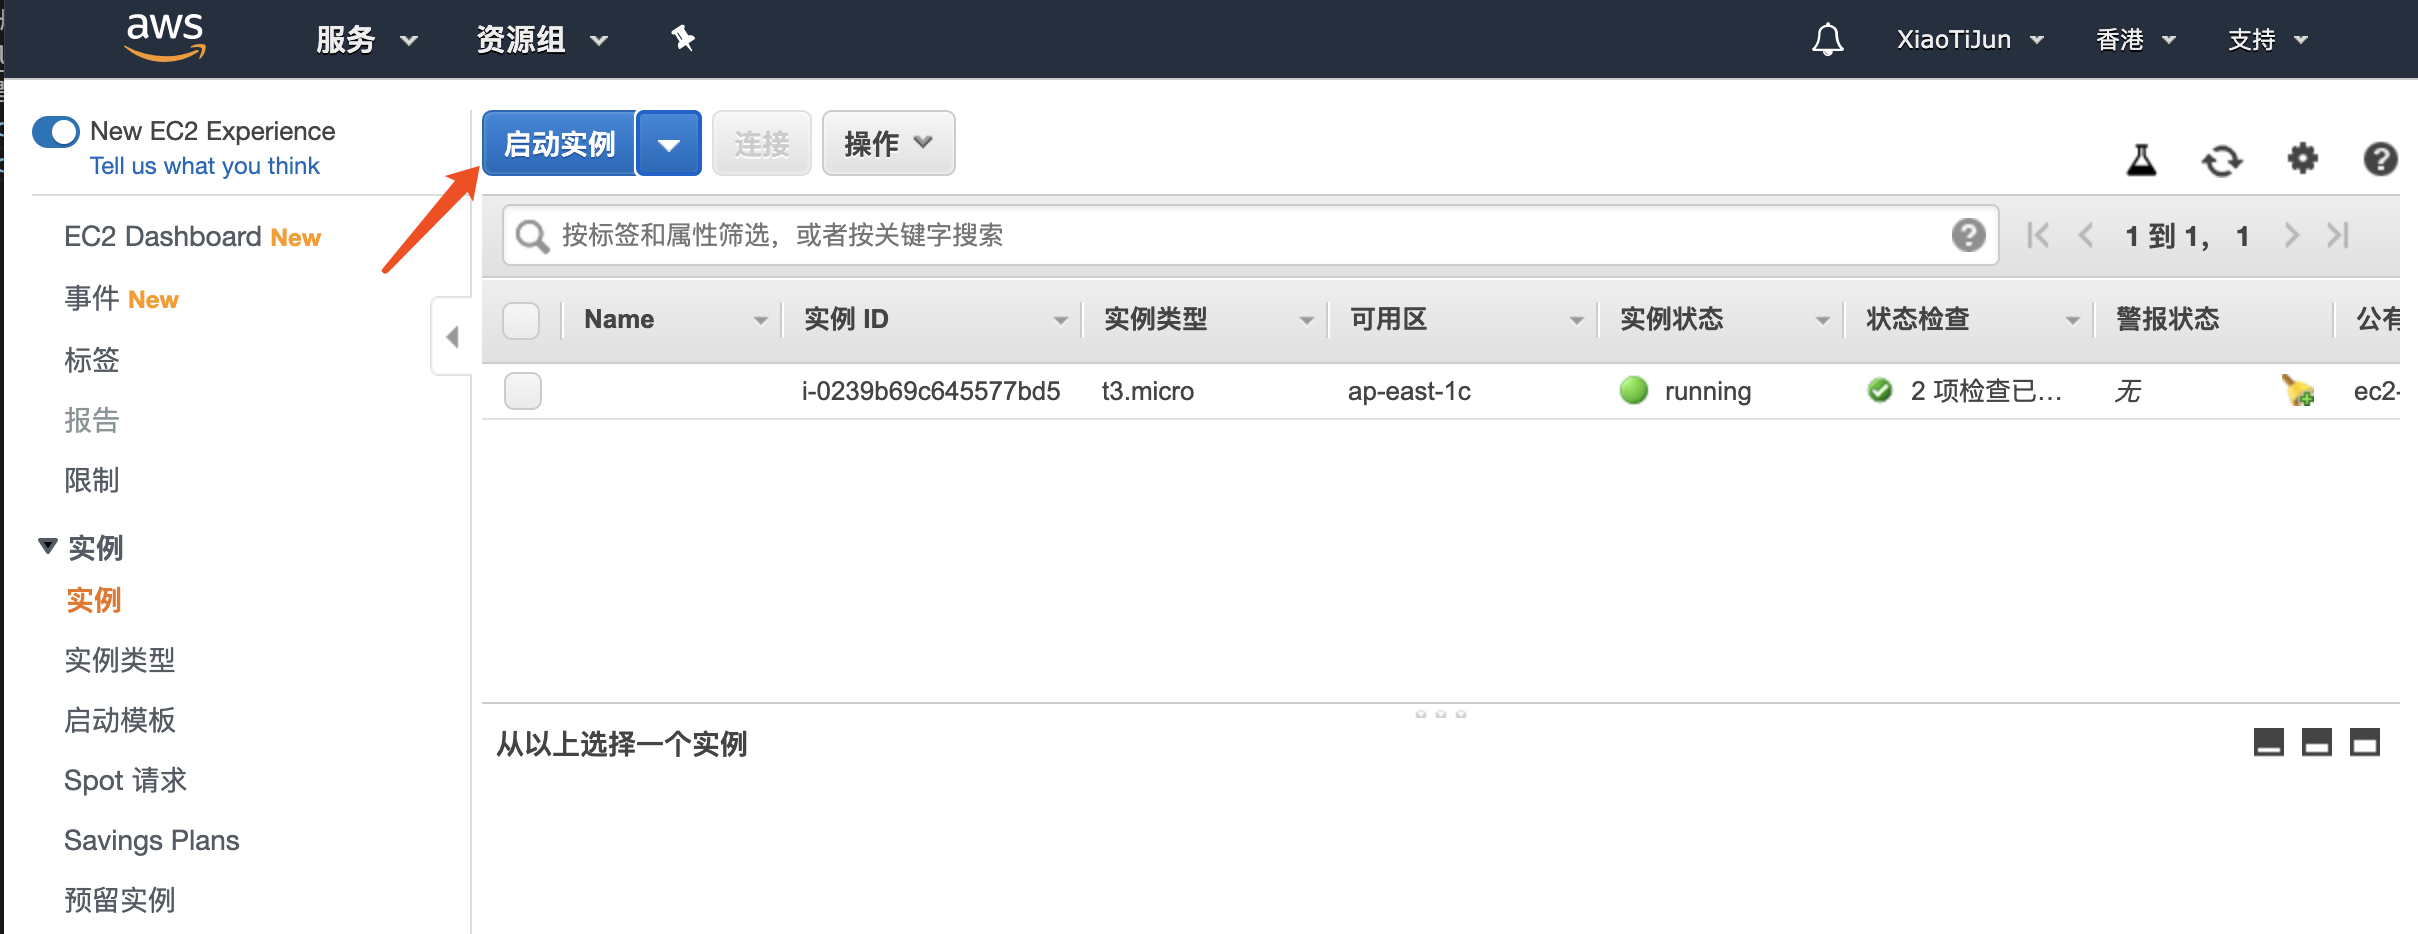 aws 服务 资源组 XiaoTiJun 香港 支持
New EC2 Experience
Tell us what you think
EC2 Dashboard New
事件 New
标签
报告
限制
实例
实例
实例类型
启动模板
Spot 请求
Savings Plans
预留实例
启动实例 连接 操作
按标签和属性筛选，或者按关键字搜索 1 到 1， 1
Name 实例 ID 实例类型 可用区 实例状态 状态检查 警报状态 公有
i-0239b69c645577bd5 t3.micro ap-east-1c running 2 项检查已... 无 ec2-
从以上选择一个实例